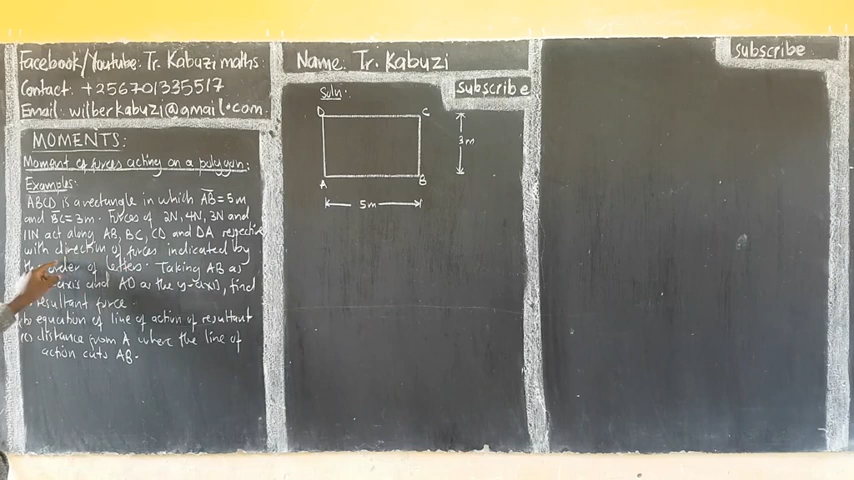 Facebook/Youtube: Tr. Kabuzi maths
Contact: +256701335517
Email: wilberkabuzi@gmail.com
MOMENTS:
Moment of forces acting on a polygon:
Examples:
ABCD is a rectangle in which AB = 5m
and BC = 3m. Forces of 2N, 4N, 3N and
11N act along AB, BC, CD and DA
with direction of forces indicated by
order of letters. Taking AB as
and AD as the y-axis, find
resultant force.
(b) equation of line of action of resultant
(c) distance from A where the line of
action cuts AB.
Name: Tr. Kabuzi
subscribe
Soln:
D C
3m
A B
5m
subscribe